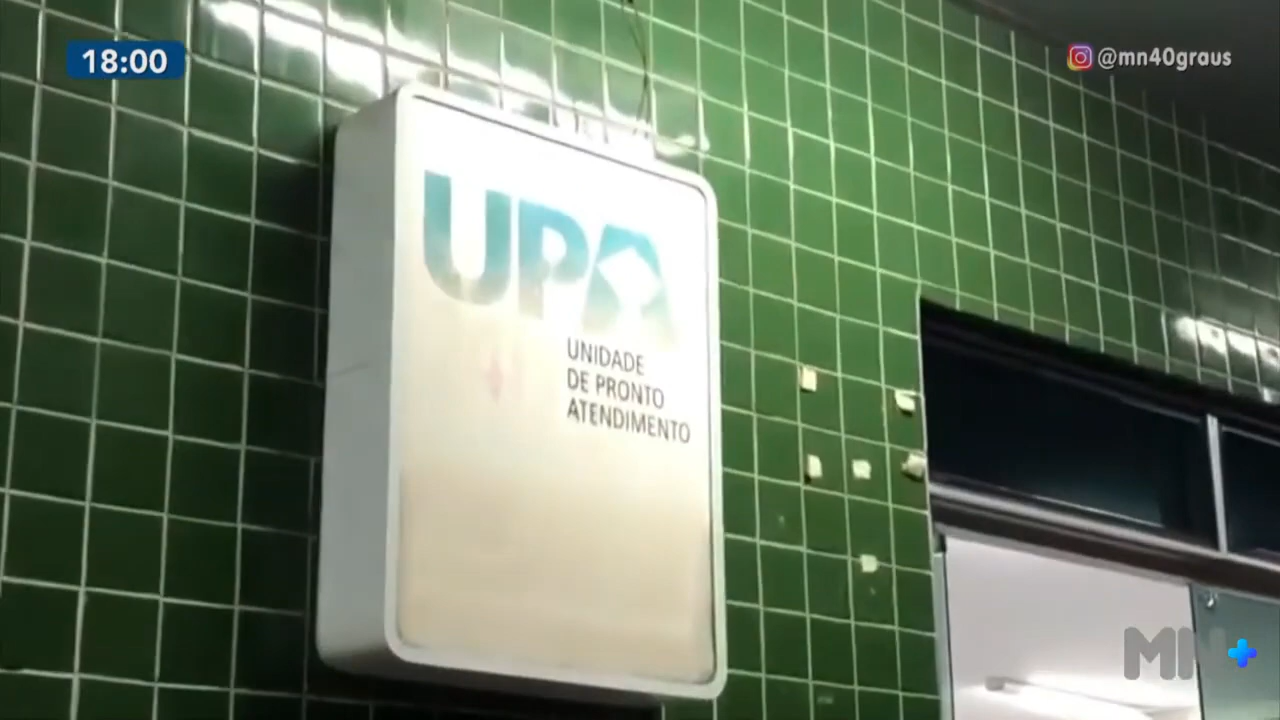 18:00
@mn40graus
UPA
UNIDADE
DE PRONTO
ATENDIMENTO
MN+